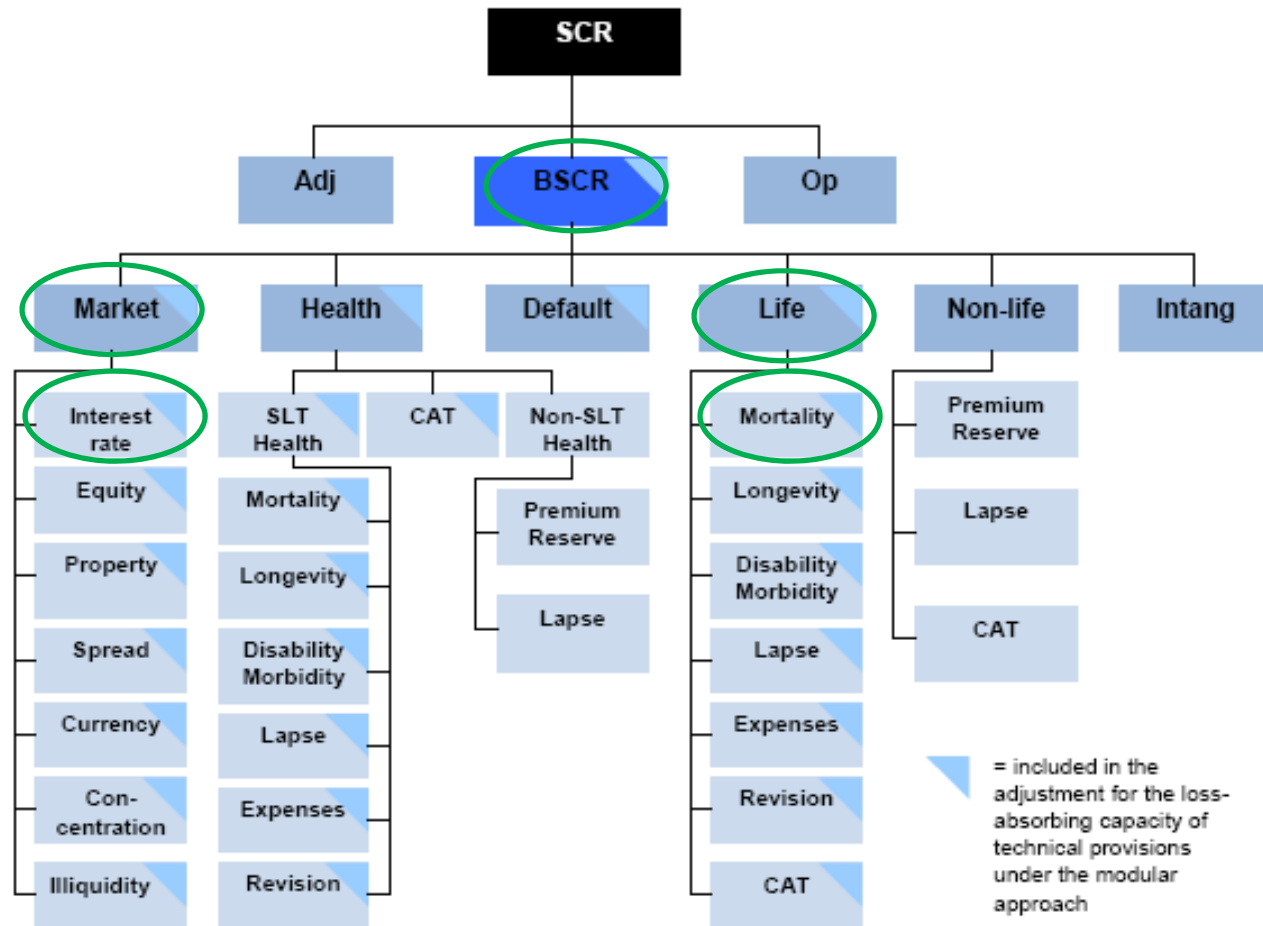 SCR
Adj
BSCR
Op
Market
Health
Default
Life
Non-life
Intang
Interest
rate
Equity
Property
Spread
Currency
Con-
centration
Illiquidity
SLT
Health
CAT
Non-SLT
Health
Mortality
Longevity
Disability
Morbidity
Lapse
Expenses
Revision
Premium
Reserve
Lapse
Mortality
Longevity
Disability
Morbidity
Lapse
Expenses
Revision
CAT
Premium
Reserve
Lapse
CAT
= included in the
adjustment for the loss-
absorbing capacity of
technical provisions
under the modular
approach